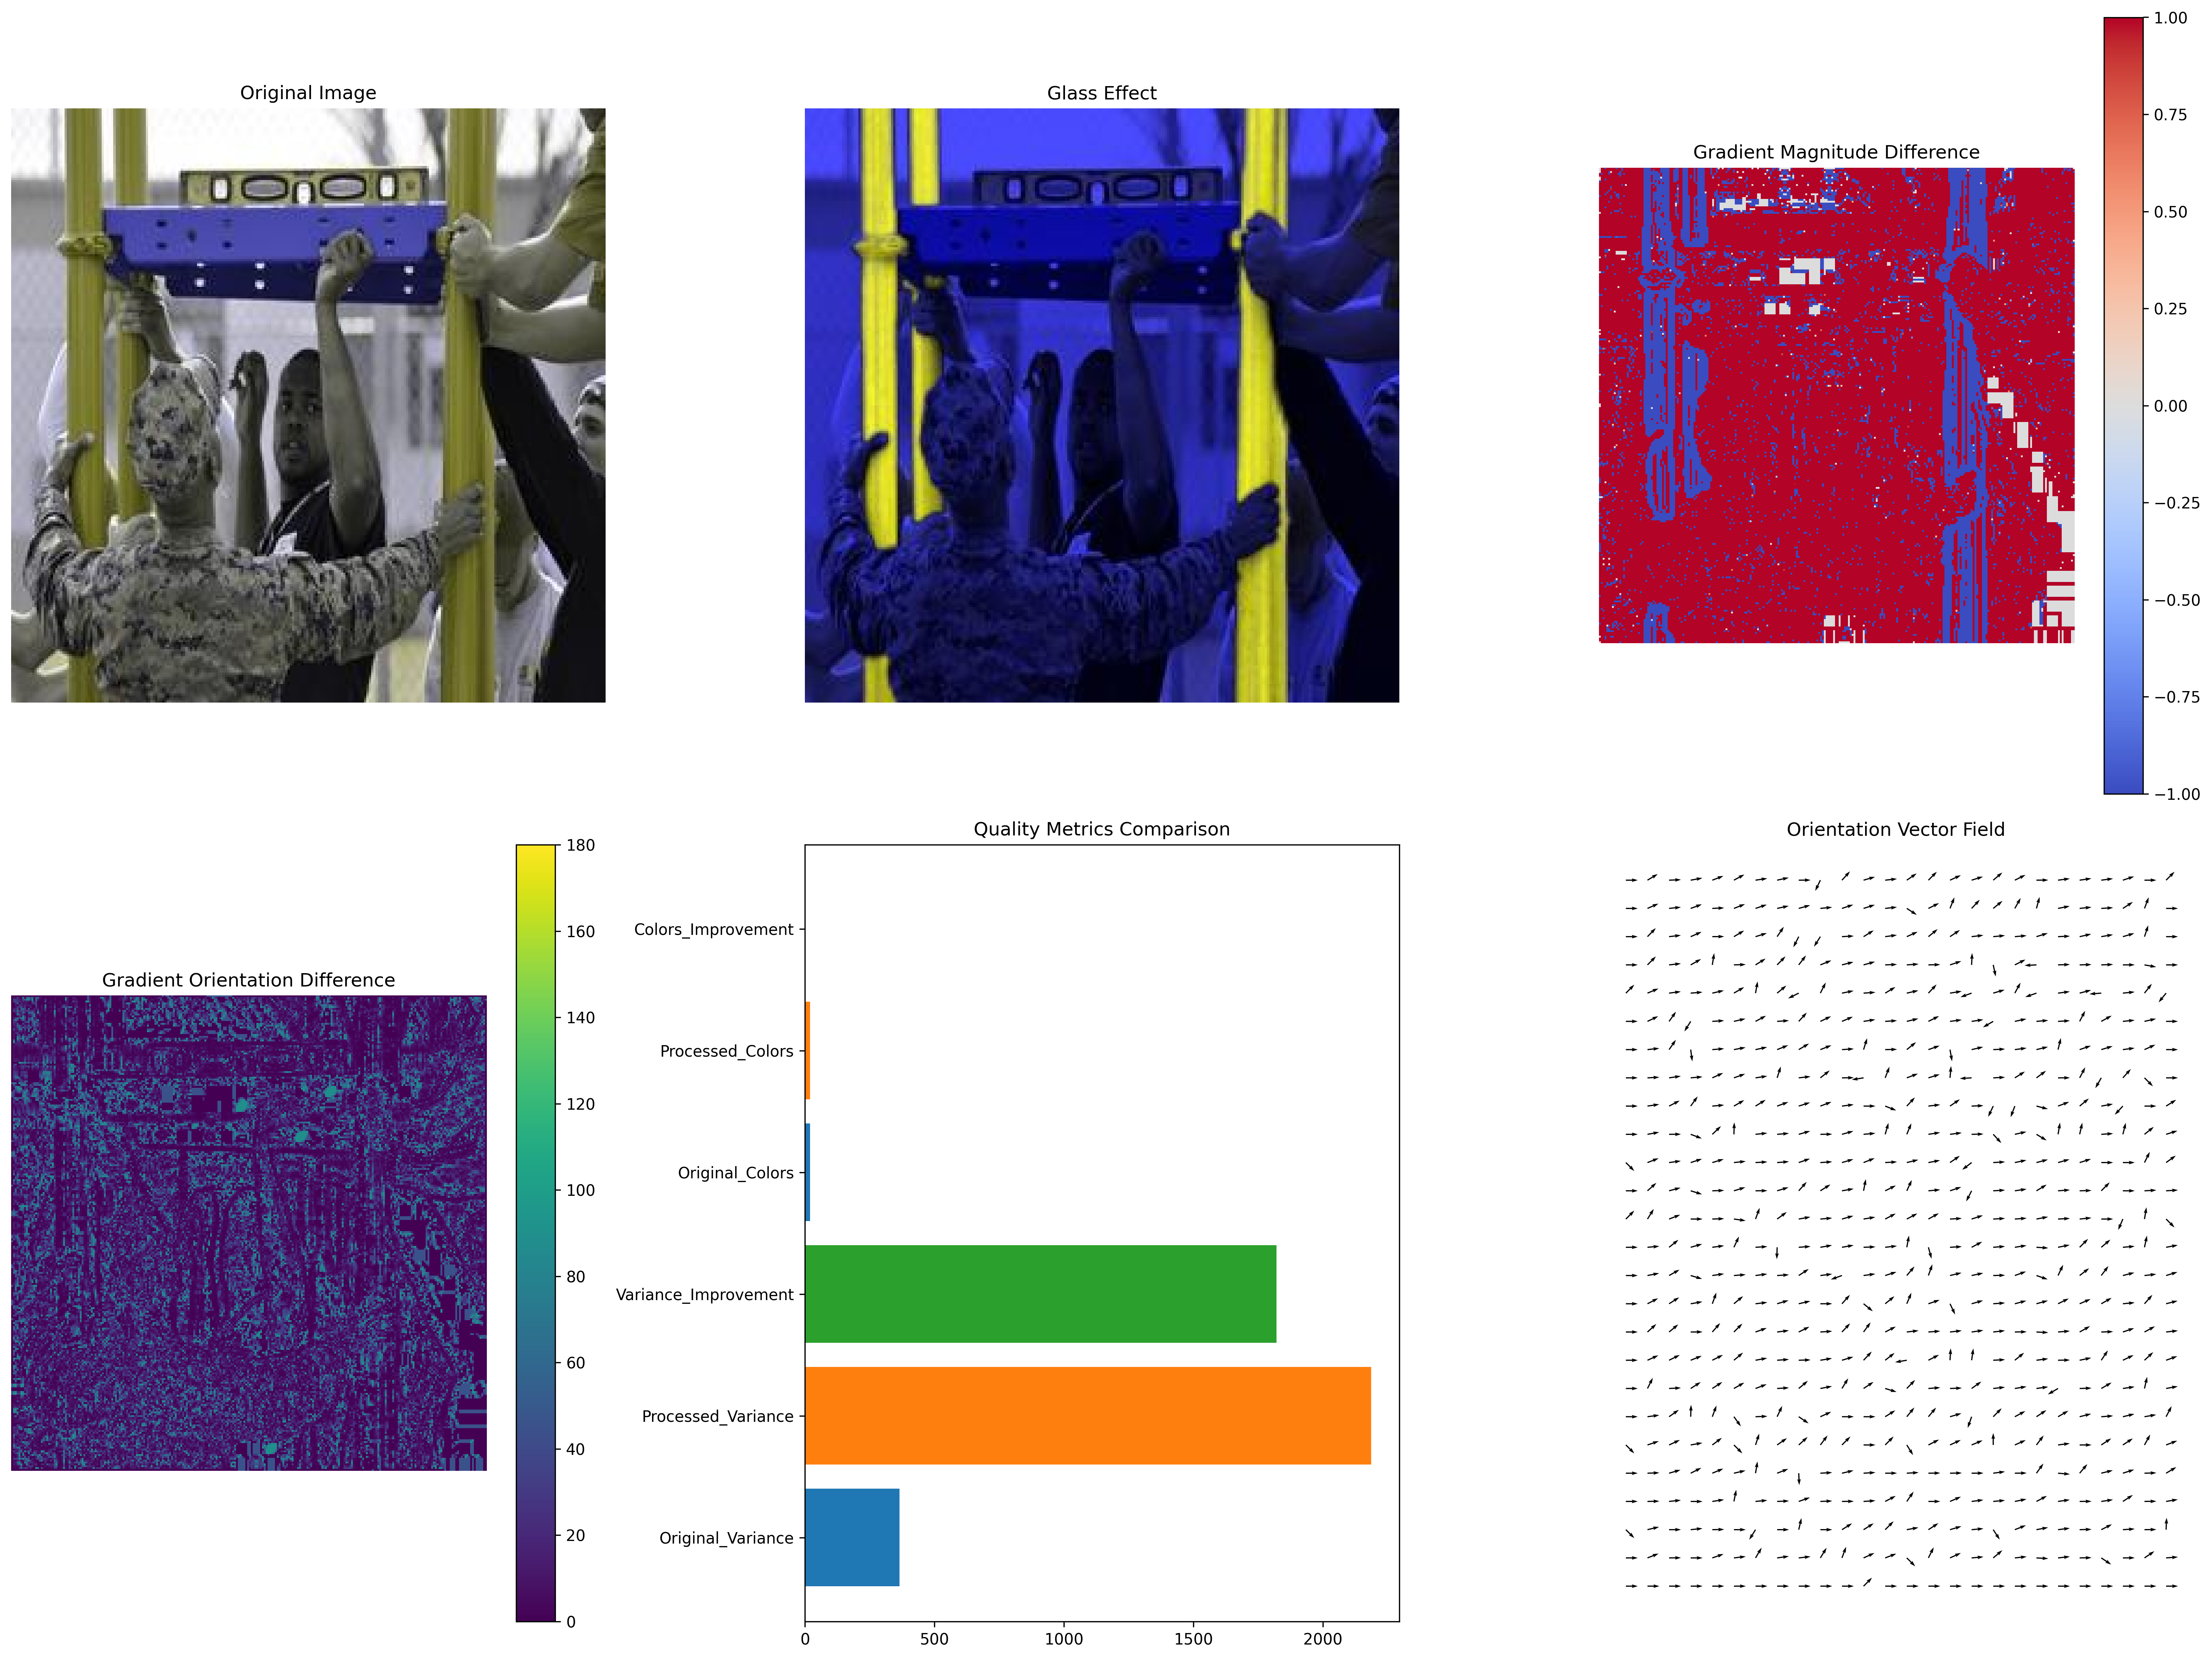 Original Image
Glass Effect
Gradient Magnitude Difference
1.00
0.75
0.50
0.25
0.00
−0.25
−0.50
−0.75
−1.00
Gradient Orientation Difference
180
160
140
120
100
80
60
40
20
0
Quality Metrics Comparison
Colors_Improvement
Processed_Colors
Original_Colors
Variance_Improvement
Processed_Variance
Original_Variance
0 500 1000 1500 2000
Orientation Vector Field